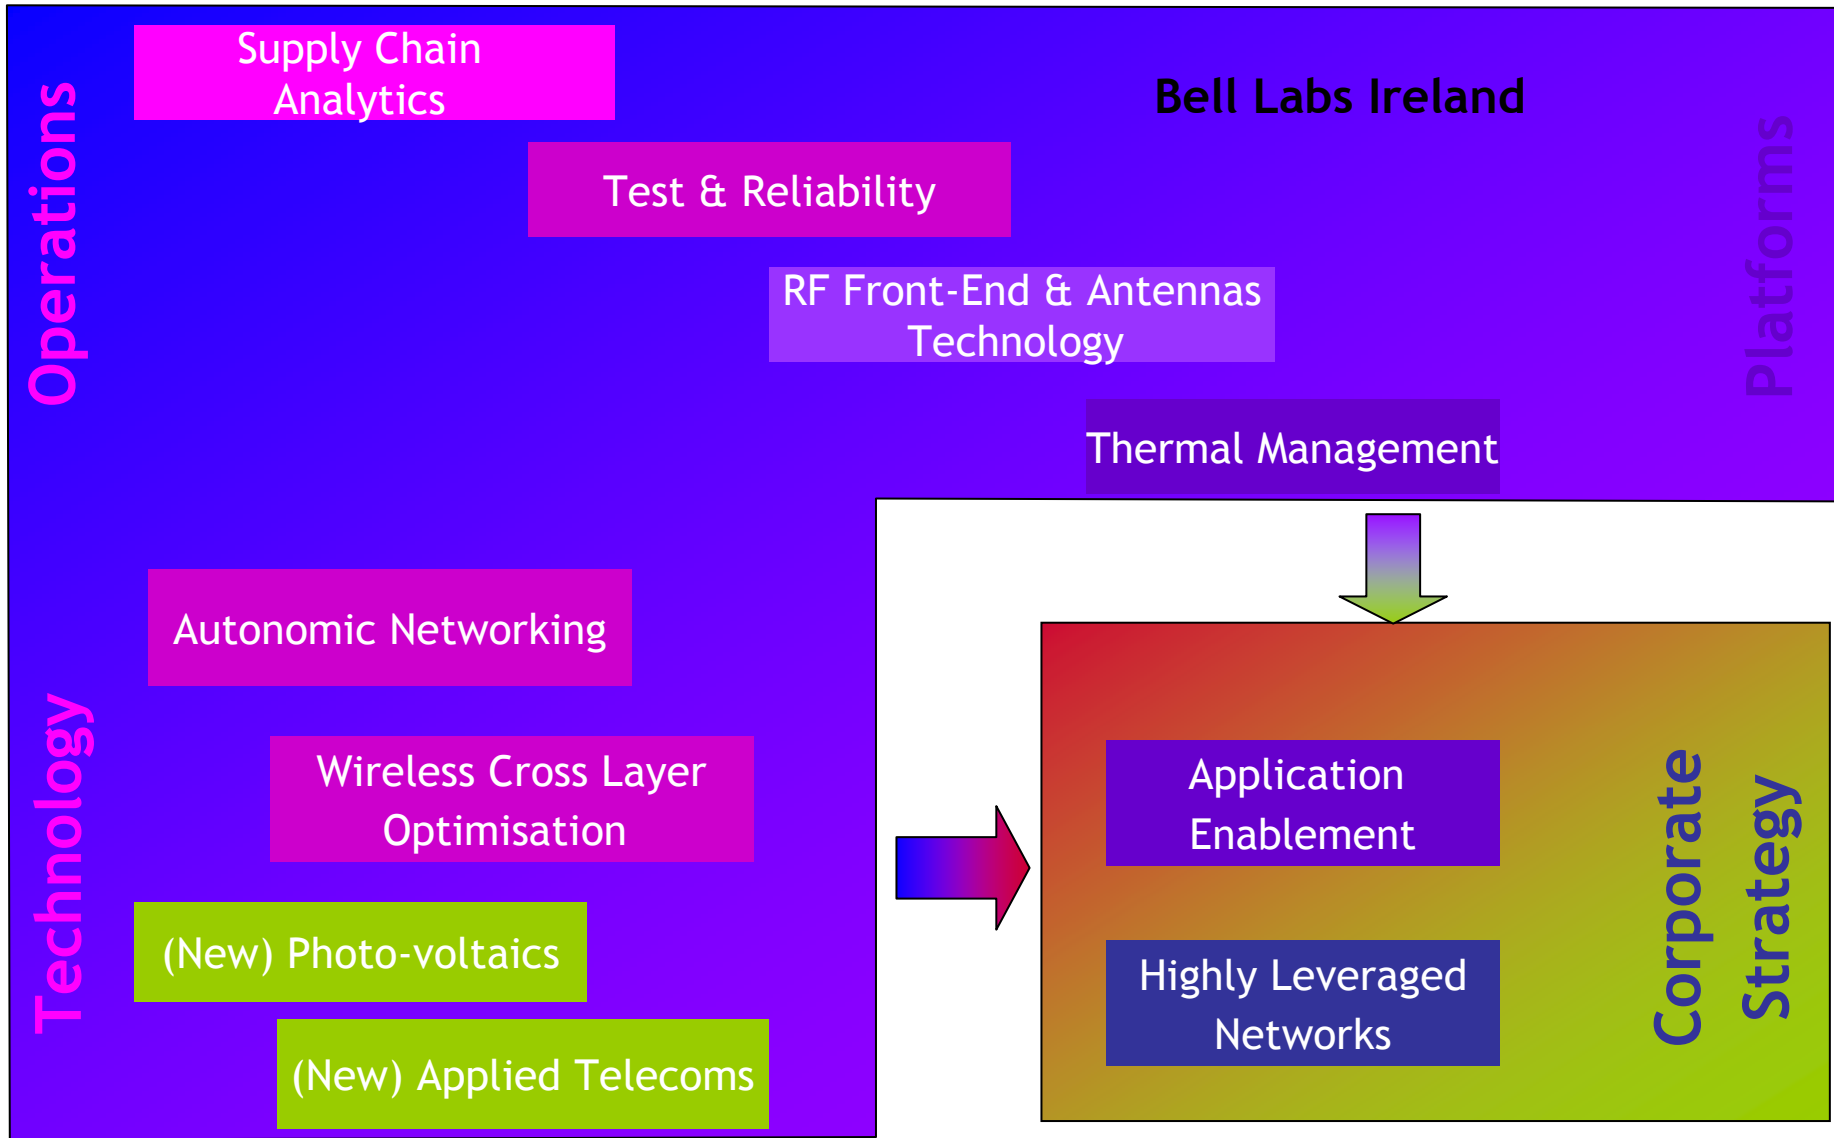 Operations
Supply Chain
Analytics
Bell Labs Ireland
Platforms
Test & Reliability
RF Front-End & Antennas
Technology
Thermal Management
Technology
Autonomic Networking
Wireless Cross Layer
Optimisation
(New) Photo-voltaics
(New) Applied Telecoms
Application
Enablement
Highly Leveraged
Networks
Corporate
Strategy